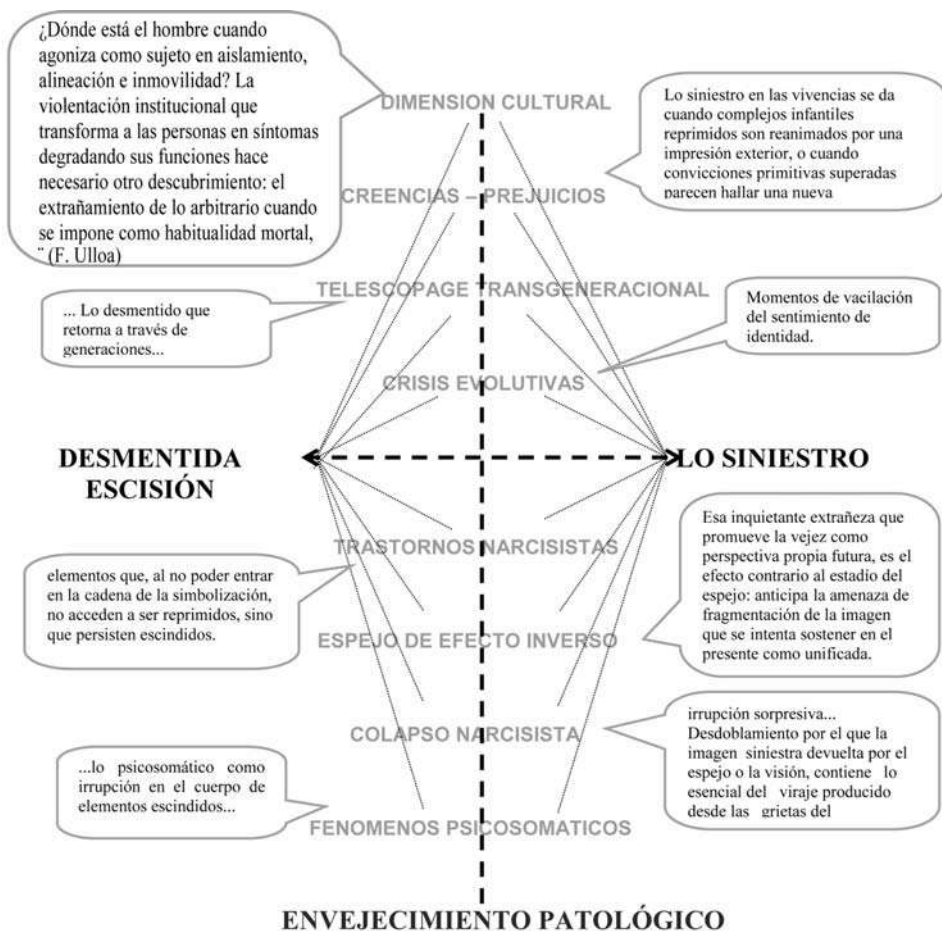 ¿Dónde está el hombre cuando
agoniza como sujeto en aislamiento,
alineación e inmovilidad? La
violentación institucional que
transforma a las personas en síntomas
degradando sus funciones hace
necesario otro descubrimiento: el
extrañamiento de lo arbitrario cuando
se impone como habitualidad mortal,
¨ (F. Ulloa)
DIMENSION CULTURAL
Lo siniestro en las vivencias se da
cuando complejos infantiles
reprimidos son reanimados por una
impresión exterior, o cuando
convicciones primitivas superadas
parecen hallar una nueva
CREENCIAS – PREJUICIOS
TELESCOPAGE TRANSGENERACIONAL
... Lo desmentido que
retorna a través de
generaciones...
Momentos de vacilación
del sentimiento de
identidad.
CRISIS EVOLUTIVAS
DESMENTIDA
ESCISIÓN
LO SINIESTRO
TRASTORNOS NARCISISTAS
Esa inquietante extrañeza que
promueve la vejez como
perspectiva propia futura, es el
efecto contrario al estadío del
espejo: anticipa la amenaza de
fragmentación de la imagen
que se intenta sostener en el
presente como unificada.
elementos que, al no poder entrar
en la cadena de la simbolización,
no acceden a ser reprimidos, sino
que persisten escindidos.
ESPEJO DE EFECTO INVERSO
COLAPSO NARCISISTA
irrupción sorpresiva...
Desdoblamiento por el que la
imagen siniestra devuelta por el
espejo o la visión, contiene lo
esencial del viraje producido
desde las grietas del
...lo psicosomático como
irrupción en el cuerpo de
elementos escindidos...
FENOMENOS PSICOSOMATICOS
ENVEJECIMIENTO PATOLÓGICO